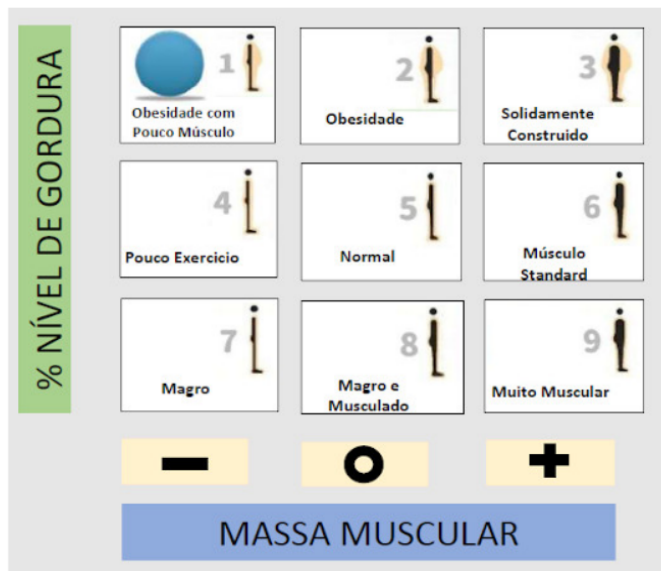 % NÍVEL DE GORDURA
1
Obesidade com
Pouco Músculo
2
Obesidade
3
Solidamente
Construido
4
Pouco Exercicio
5
Normal
6
Músculo
Standard
7
Magro
8
Magro e
Musculado
9
Muito Muscular
MASSA MUSCULAR